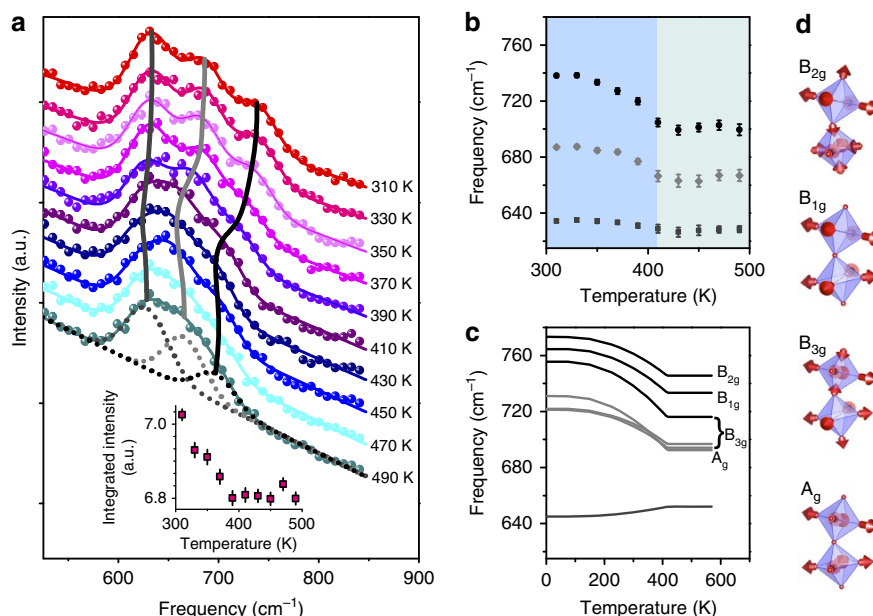 a
Intensity (a.u.)
310 K
330 K
350 K
370 K
390 K
410 K
430 K
450 K
470 K
490 K
Integrated intensity
(a.u.)
7.0
6.8
300 400 500
Temperature (K)
600 700 800 900
Frequency (cm⁻¹)
b
Frequency (cm⁻¹)
760
720
680
640
300 400 500
Temperature (K)
c
Frequency (cm⁻¹)
760
720
680
640
B2g
B1g
B3g
Ag
0 200 400 600
Temperature (K)
d
B2g
B1g
B3g
Ag